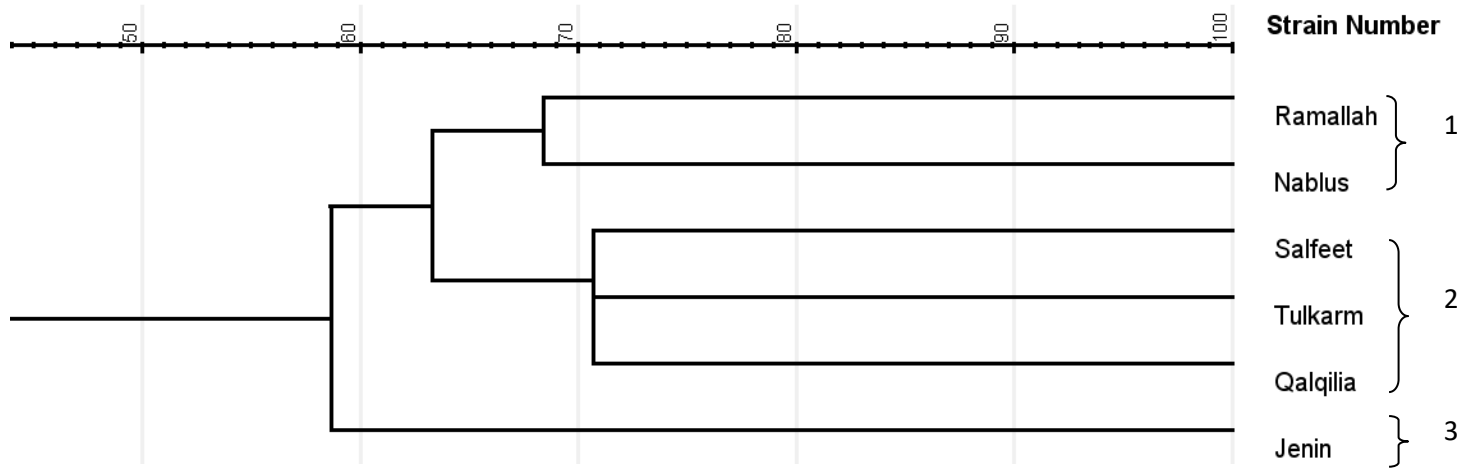 50 60 70 80 90 100 Strain Number
Ramallah 1
Nablus
Salfeet
2
Tulkarm
Qalqilia
3
Jenin